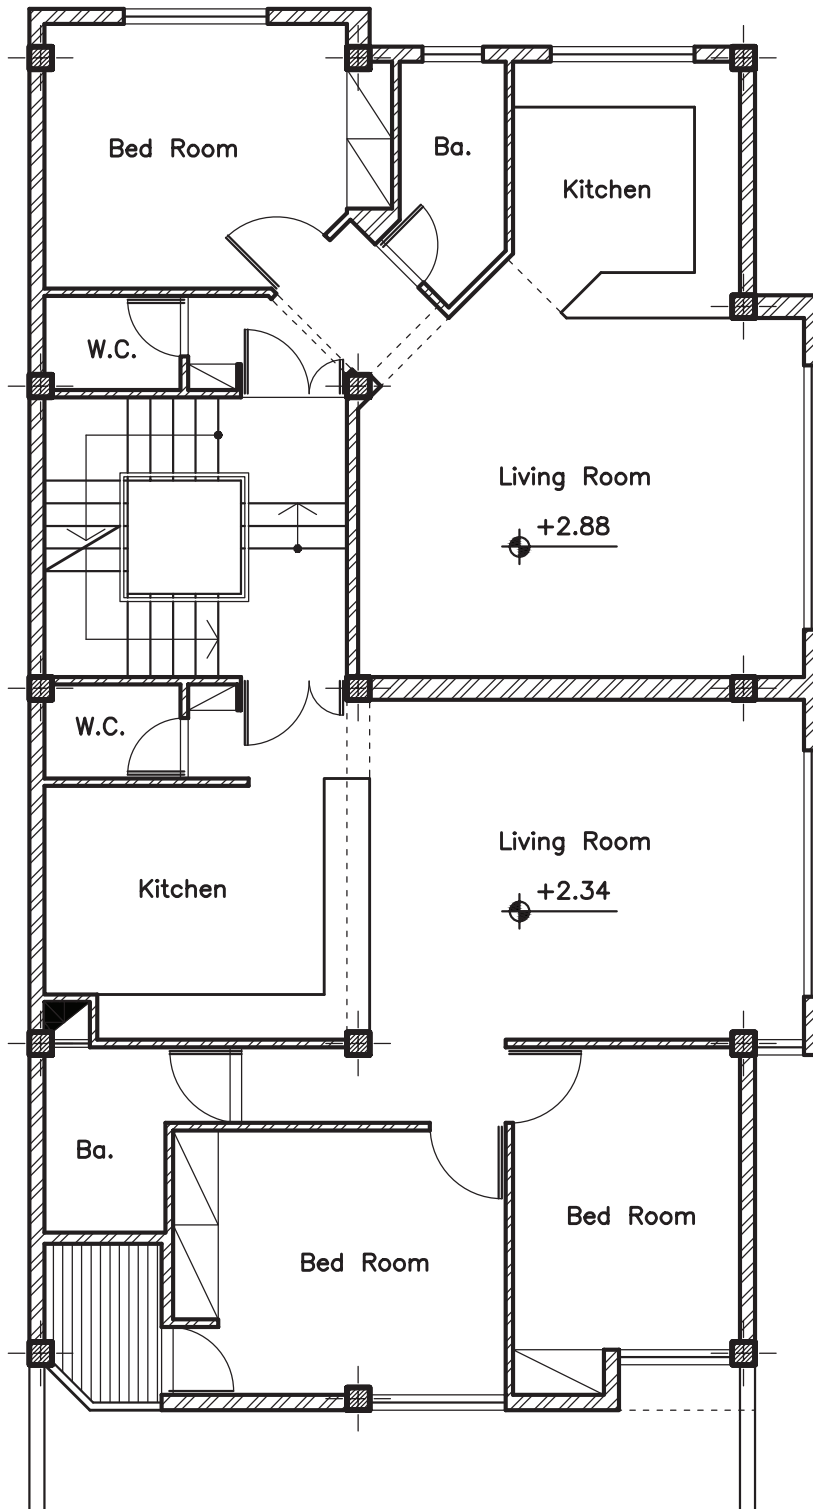 Bed Room
Ba.
Kitchen
W.C.
Living Room
+2.88
W.C.
Living Room
Kitchen
+2.34
Ba.
Bed Room
Bed Room